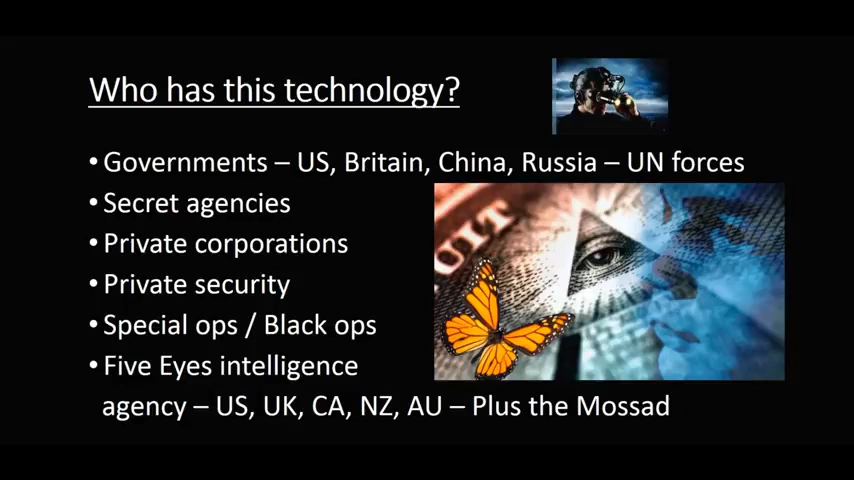 Who has this technology?
• Governments – US, Britain, China, Russia – UN forces
• Secret agencies
• Private corporations
• Private security
• Special ops / Black ops
• Five Eyes intelligence
agency – US, UK, CA, NZ, AU – Plus the Mossad